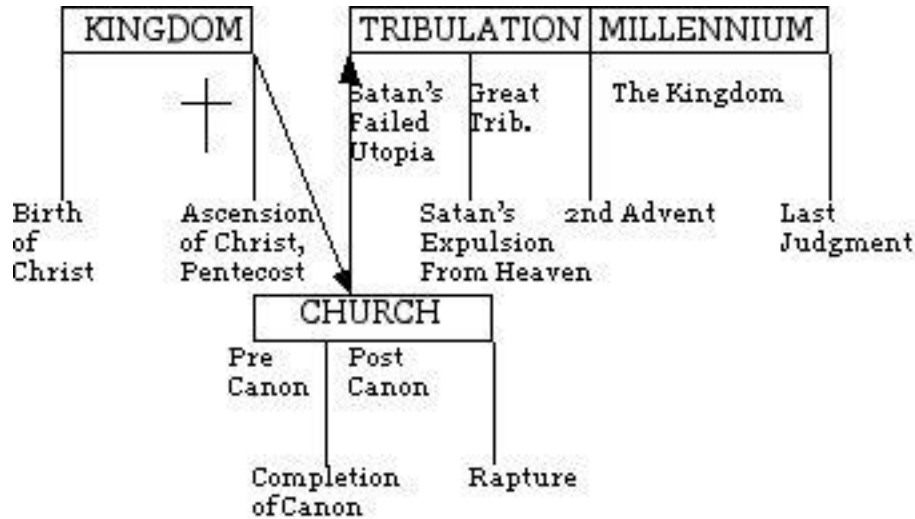 KINGDOM
TRIBULATION
MILLENNIUM
Satan's
Failed
Utopia
Great
Trib.
The Kingdom
Birth
of
Christ
Ascension
of Christ,
Pentecost
Satan's
Expulsion
From Heaven
2nd Advent
Last
Judgment
CHURCH
Pre
Canon
Post
Canon
Completion
of Canon
Rapture